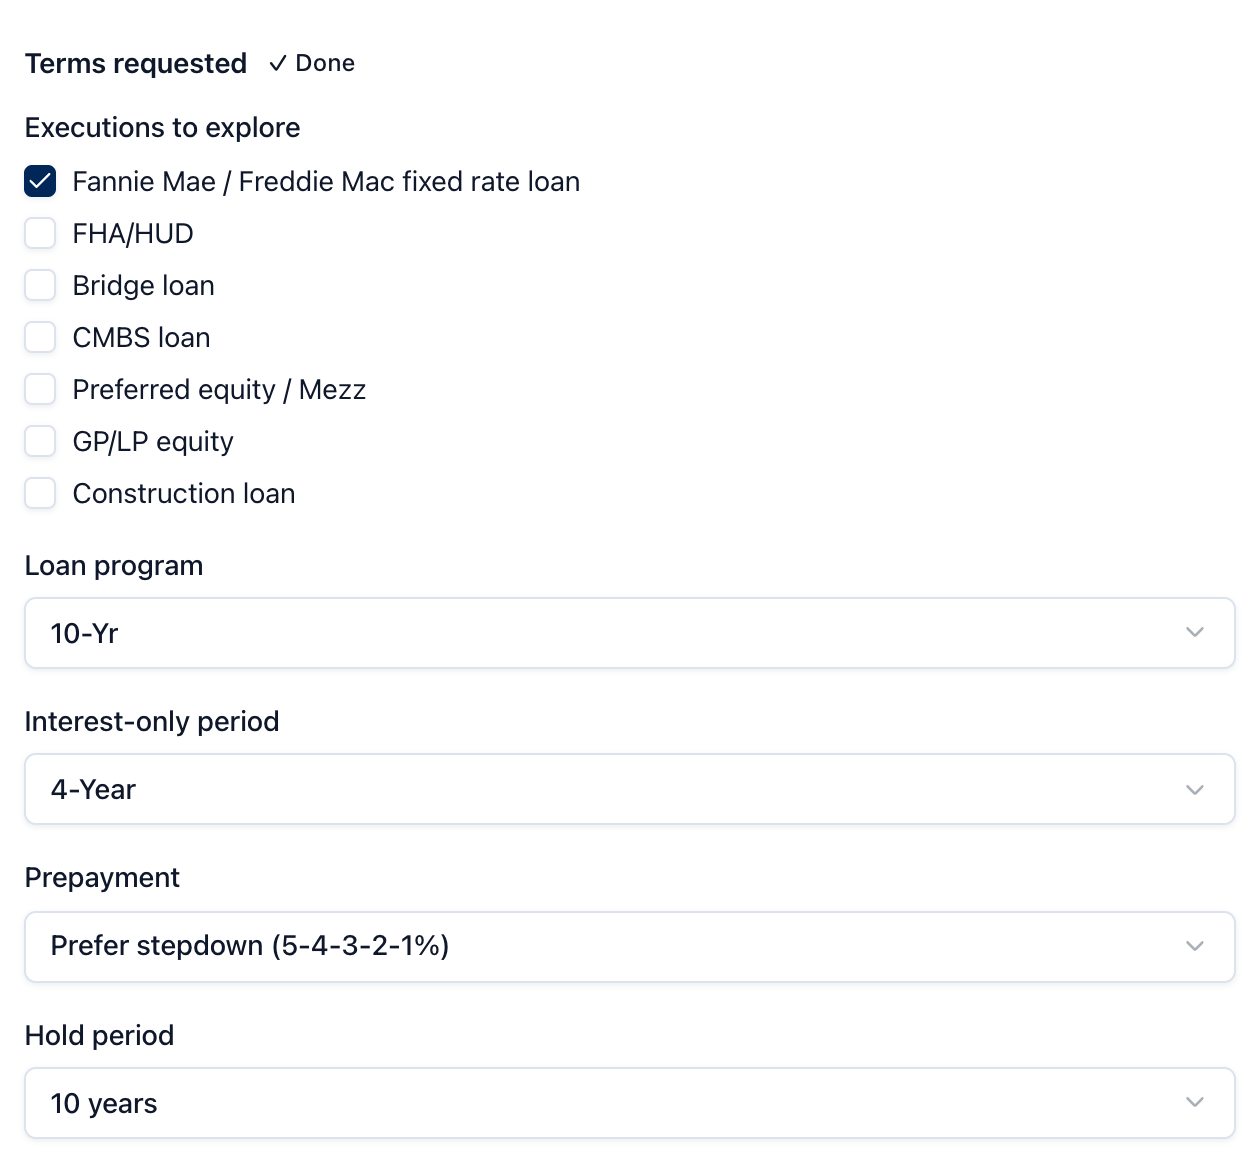 Terms requested ✓ Done
Executions to explore
Fannie Mae / Freddie Mac fixed rate loan
FHA/HUD
Bridge loan
CMBS loan
Preferred equity / Mezz
GP/LP equity
Construction loan
Loan program
10-Yr
Interest-only period
4-Year
Prepayment
Prefer stepdown (5-4-3-2-1%)
Hold period
10 years